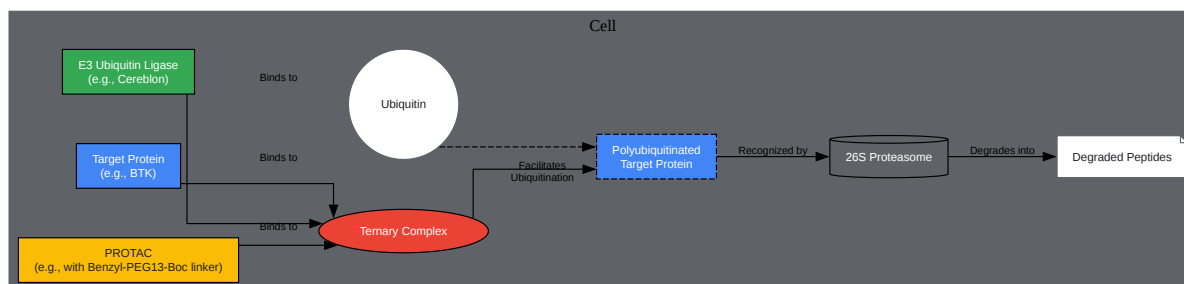 Cell
E3 Ubiquitin Ligase
(e.g., Cereblon)
Binds to
Ubiquitin
Target Protein
(e.g., BTK)
Binds to
Facilitates
Ubiquitination
Polyubiquitinated
Target Protein
Recognized by
26S Proteasome
Degrades into
Degraded Peptides
Binds to
Ternary Complex
PROTAC
(e.g., with Benzyl-PEG13-Boc linker)